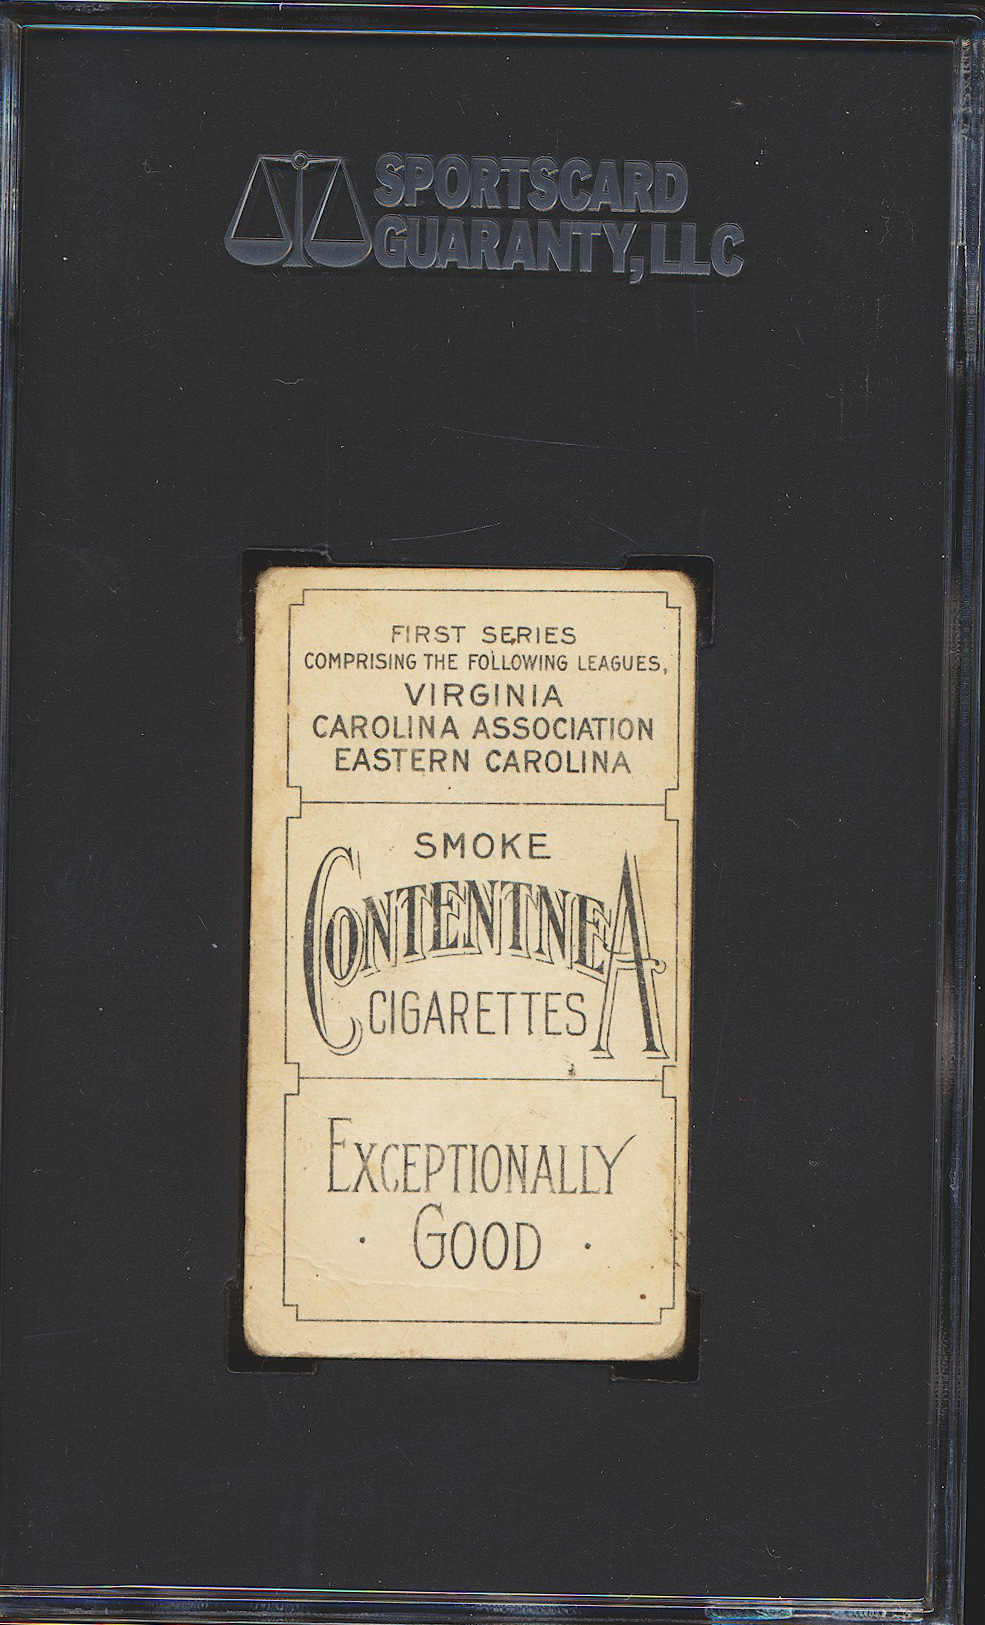 SPORTSCARD
GUARANTY, LLC
FIRST SERIES
COMPRISING THE FOLLOWING LEAGUES,
VIRGINIA
CAROLINA ASSOCIATION
EASTERN CAROLINA
SMOKE
CONTENTNEA
CIGARETTES
EXCEPTIONALLY
· GOOD ·